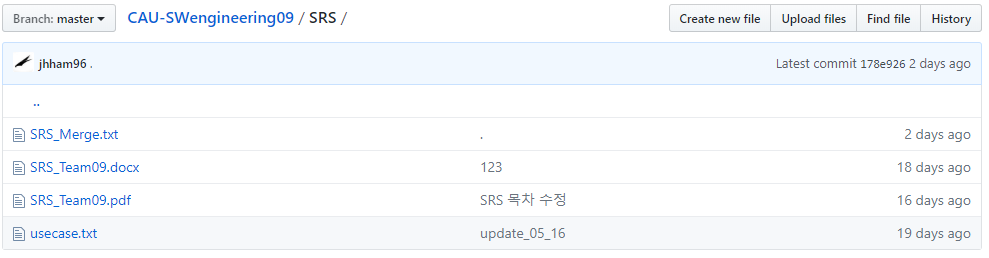 Branch: master CAU-SWengineering09 / SRS / Create new file Upload files Find file History
jhham96 . Latest commit 178e926 2 days ago
..
SRS_Merge.txt . 2 days ago
SRS_Team09.docx 123 18 days ago
SRS_Team09.pdf SRS 목차 수정 16 days ago
usecase.txt update_05_16 19 days ago